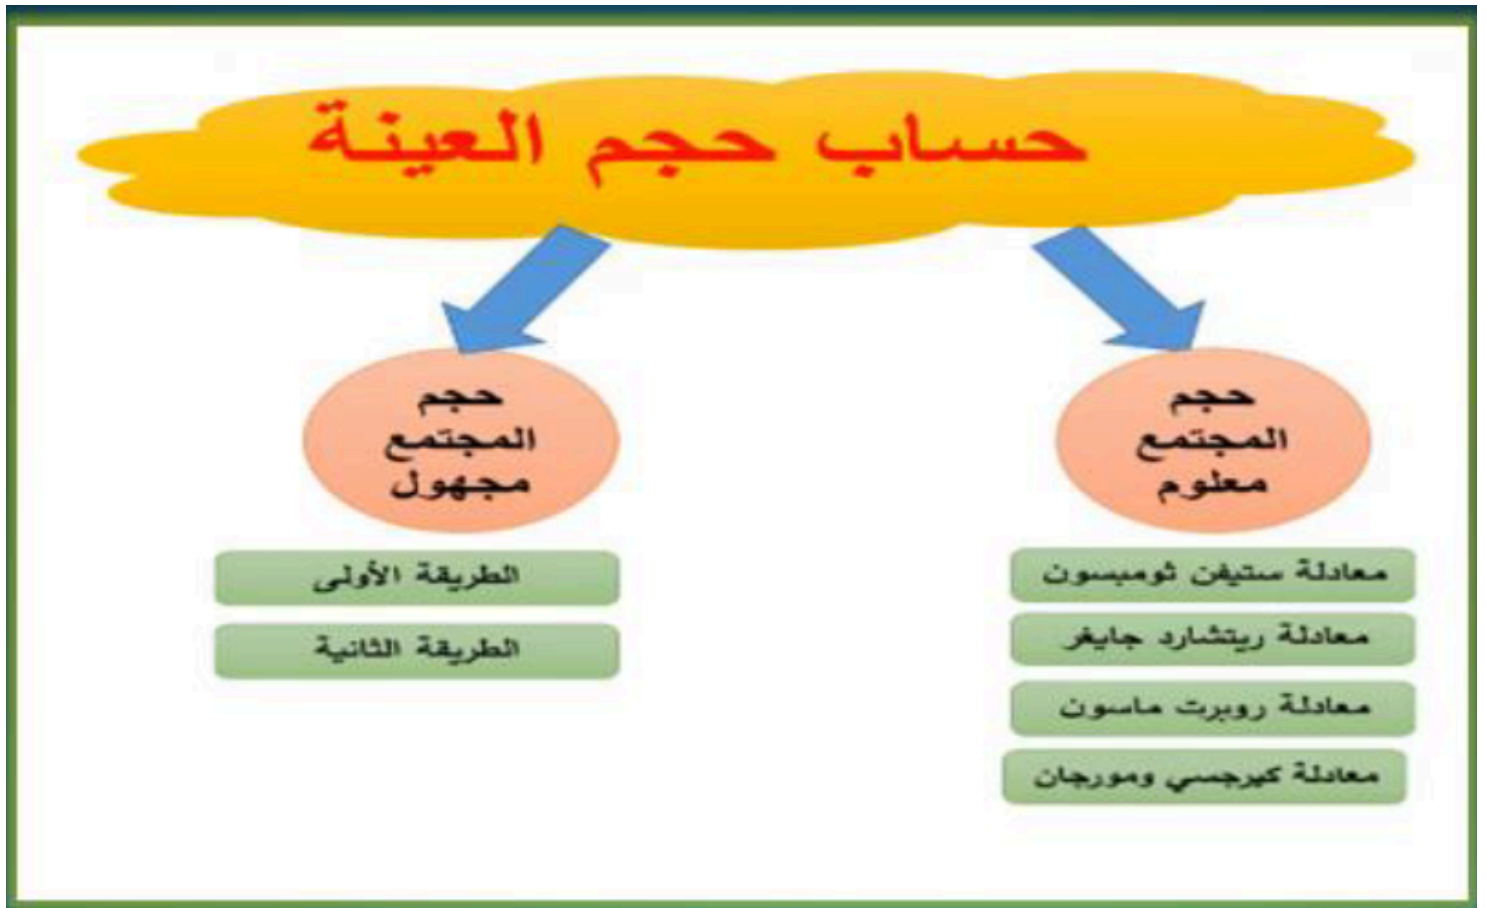 حساب حجم العينة
حجم
المجتمع
معلوم
معادلة ستيفن ثومبسون
معادلة ريتشارد جايغر
معادلة روبرت ماسون
معادلة كيرجسي ومورجان
حجم
المجتمع
مجهول
الطريقة الأولى
الطريقة الثانية